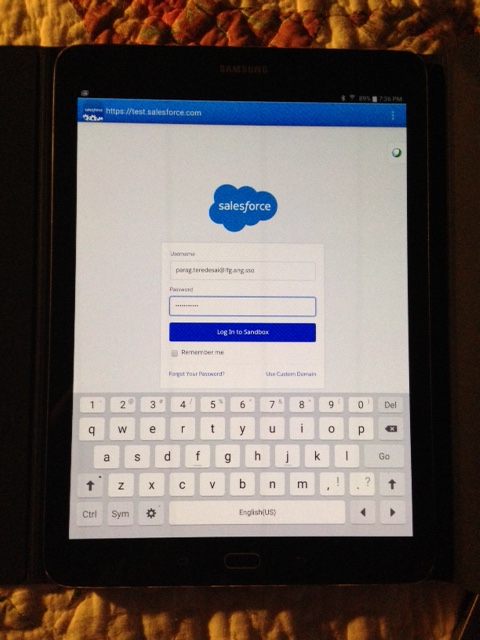 SAMSUNG
89% 7:36 PM
salesforce https://test.salesforce.com
salesforce
Username
parag.teredesai@lfg.eng.sso
Password
Log In to Sandbox
Remember me
Forgot Your Password? Use Custom Domain
1 2 @ 3 # 4 / 5 % 6 ^ 7 & 8 * 9 ( 0 ) Del
q w e r t y u i o p
a s d f g h j k l Go
z x c v b n m , ! . ?
Ctrl Sym English(US)